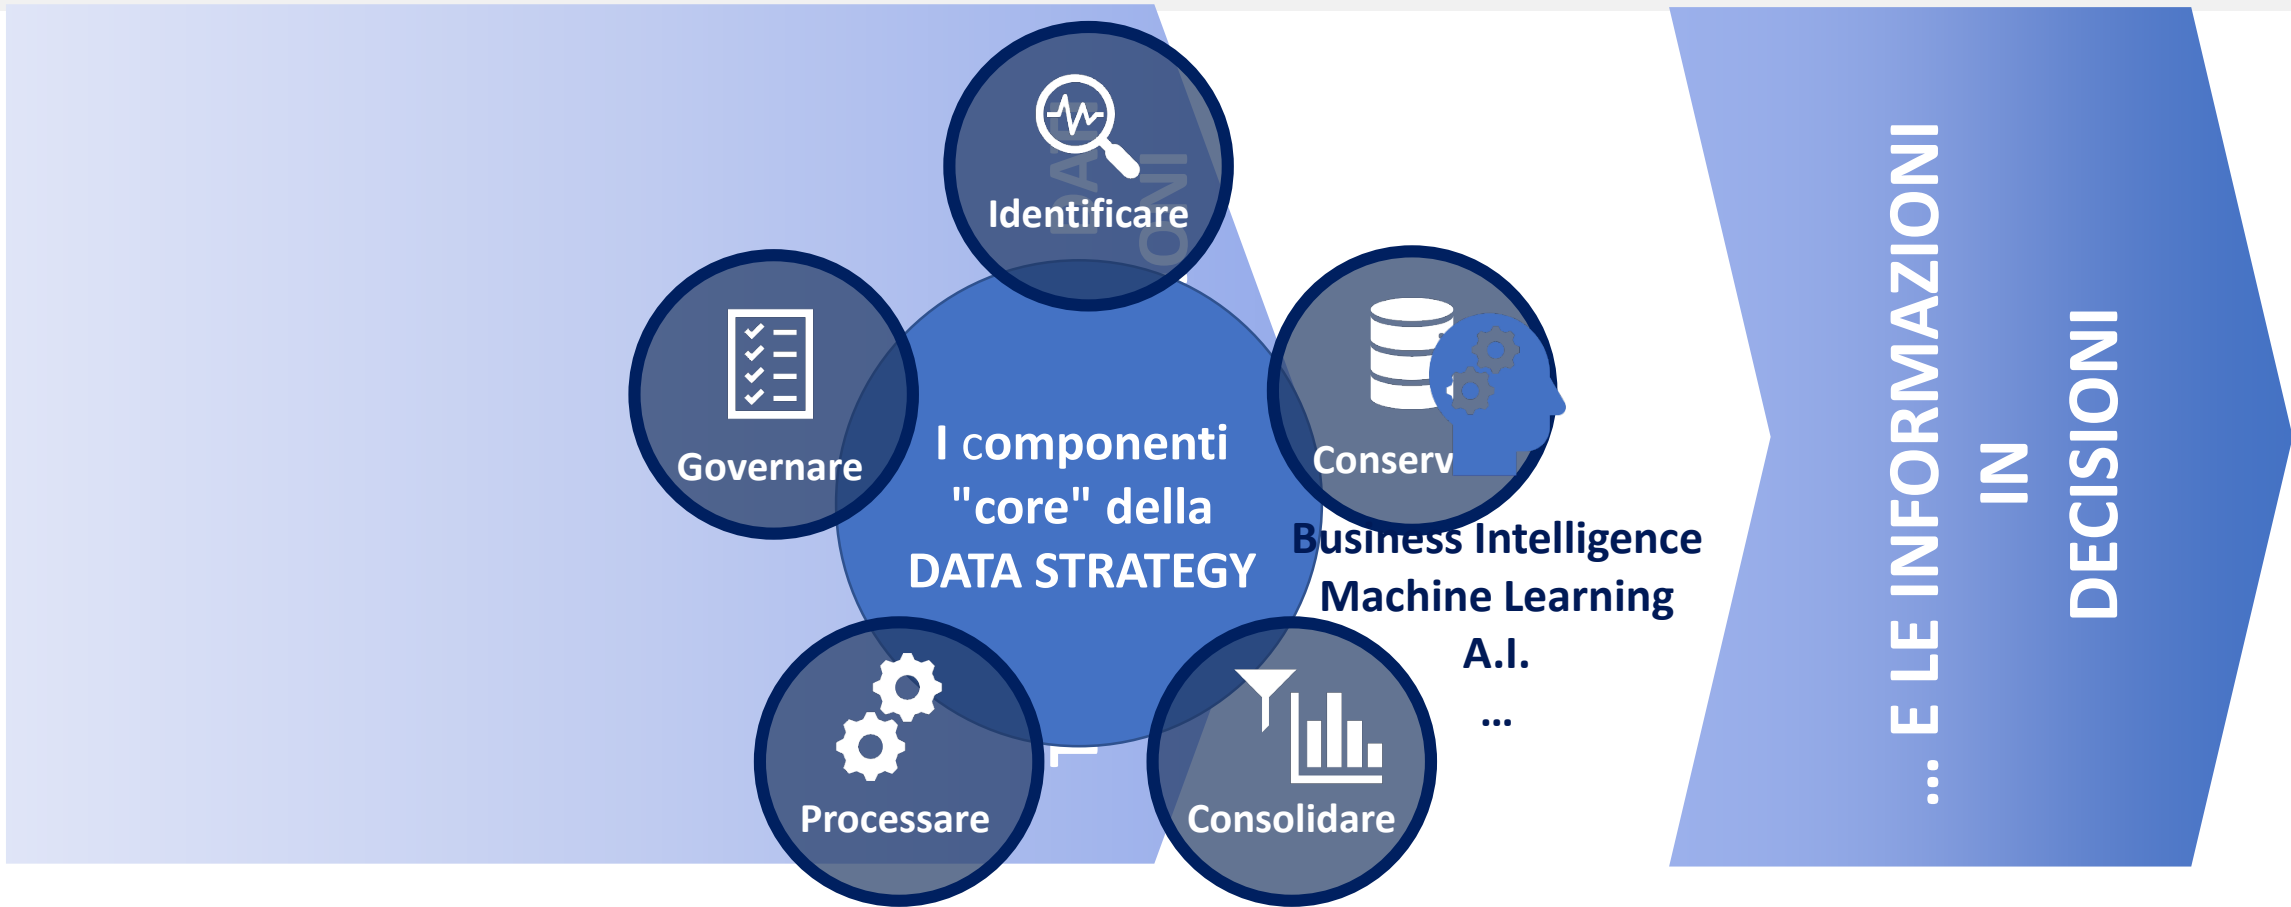 Identificare
Governare
I componenti
"core" della
DATA STRATEGY
Conserv
Business Intelligence
Machine Learning
A.I.
...
Processare
Consolidare
... E LE INFORMAZIONI
IN
DECISIONI